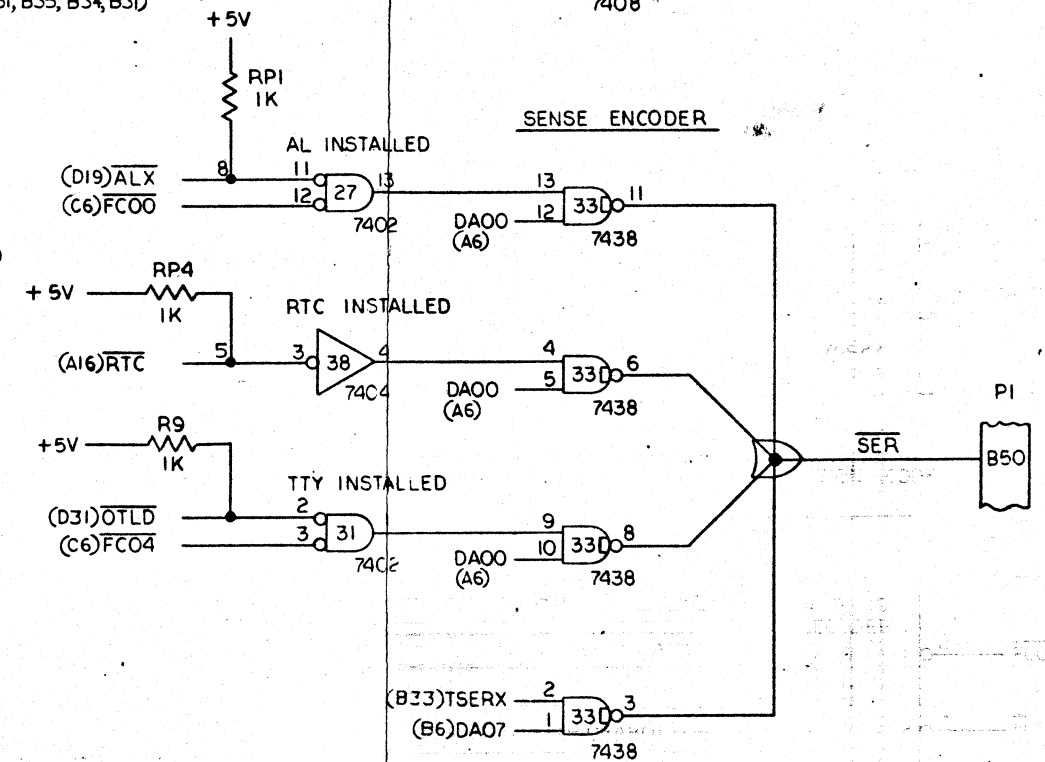 B35, B34, B31)
7408
+5V
RP1
1K
SENSE ENCODER
AL INSTALLED
(D19) ALX
8
11
13
13
11
27
33
(C6) FC00
12
7402
DA00
12
(A6)
7438
RP4
+5V
1K
RTC INSTALLED
(A16) RTC
5
3
38
4
4
6
33
7404
DA00
5
(A6)
7438
P1
R9
+5V
1K
SER
B50
TTY INSTALLED
(D31) OTLD
2
9
8
31
33
(C6) FC04
3
7402
DA00
10
(A6)
7438
(B33) TSERX
2
3
33
(B6) DA07
1
7438